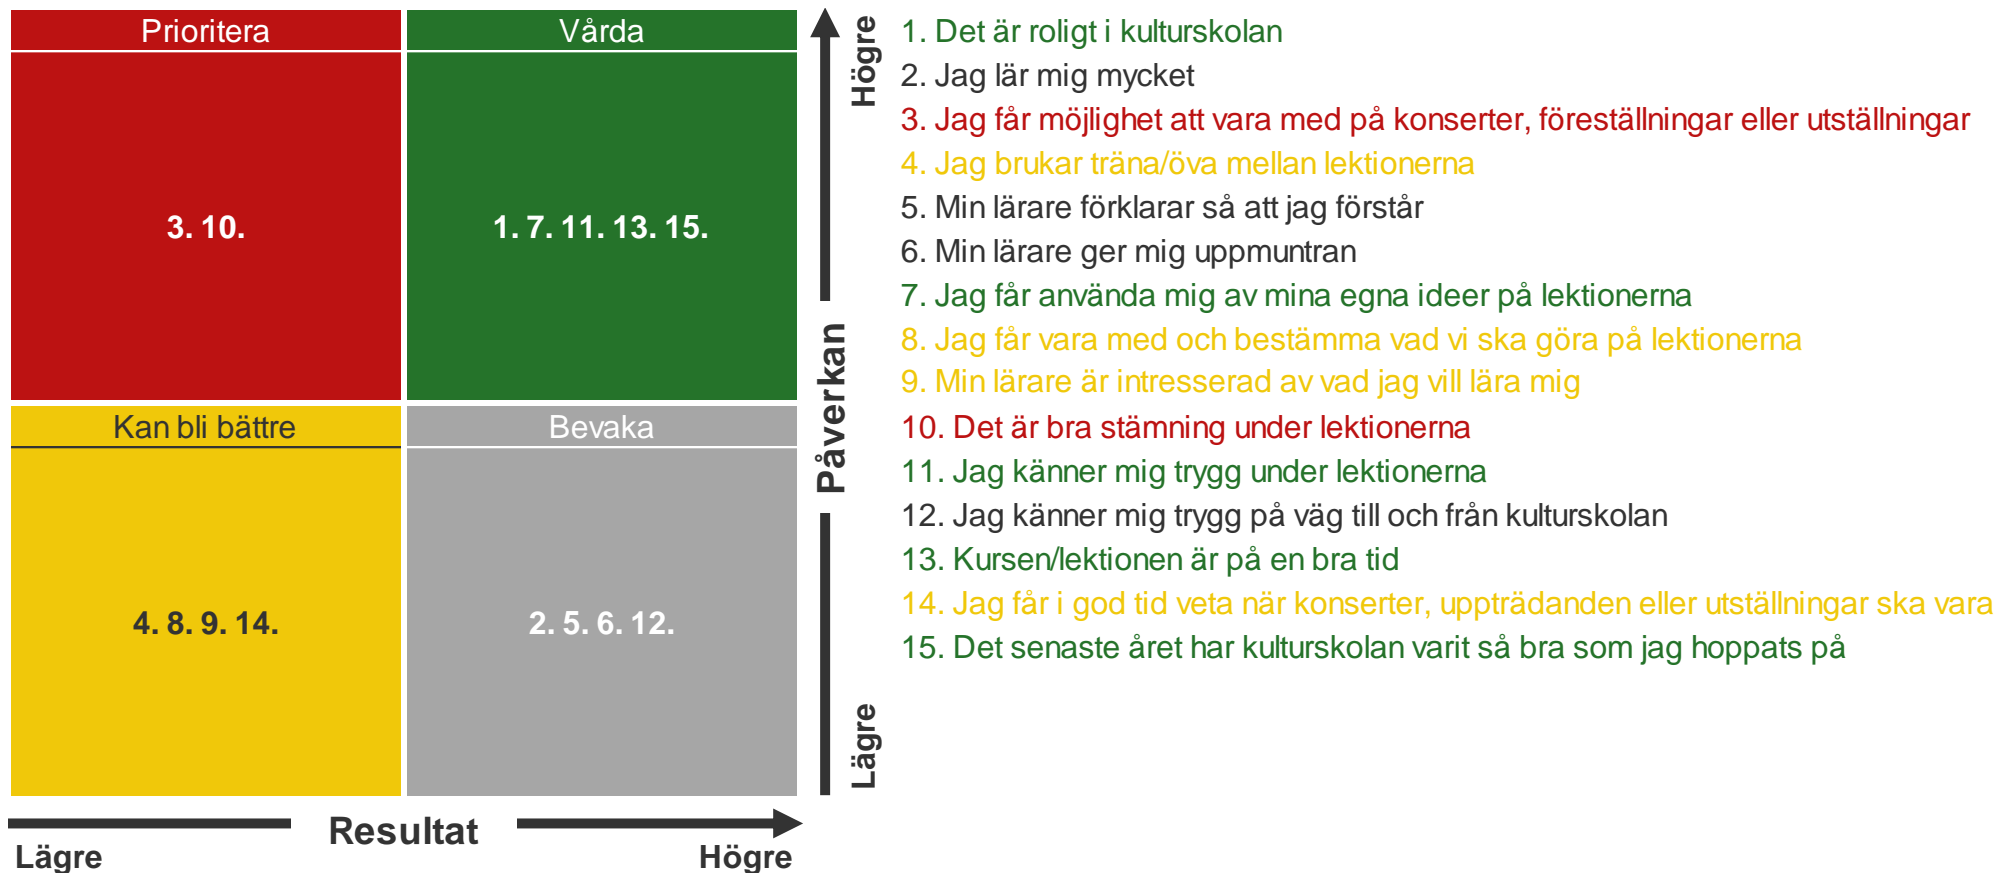 Prioritera
Vårda
3. 10.
1. 7. 11. 13. 15.
Kan bli bättre
Bevaka
4. 8. 9. 14.
2. 5. 6. 12.
Högre
Påverkan
Lägre
Resultat
Lägre
Högre
1. Det är roligt i kulturskolan
2. Jag lär mig mycket
3. Jag får möjlighet att vara med på konserter, föreställningar eller utställningar
4. Jag brukar träna/öva mellan lektionerna
5. Min lärare förklarar så att jag förstår
6. Min lärare ger mig uppmuntran
7. Jag får använda mig av mina egna ideer på lektionerna
8. Jag får vara med och bestämma vad vi ska göra på lektionerna
9. Min lärare är intresserad av vad jag vill lära mig
10. Det är bra stämning under lektionerna
11. Jag känner mig trygg under lektionerna
12. Jag känner mig trygg på väg till och från kulturskolan
13. Kursen/lektionen är på en bra tid
14. Jag får i god tid veta när konserter, uppträdanden eller utställningar ska vara
15. Det senaste året har kulturskolan varit så bra som jag hoppats på